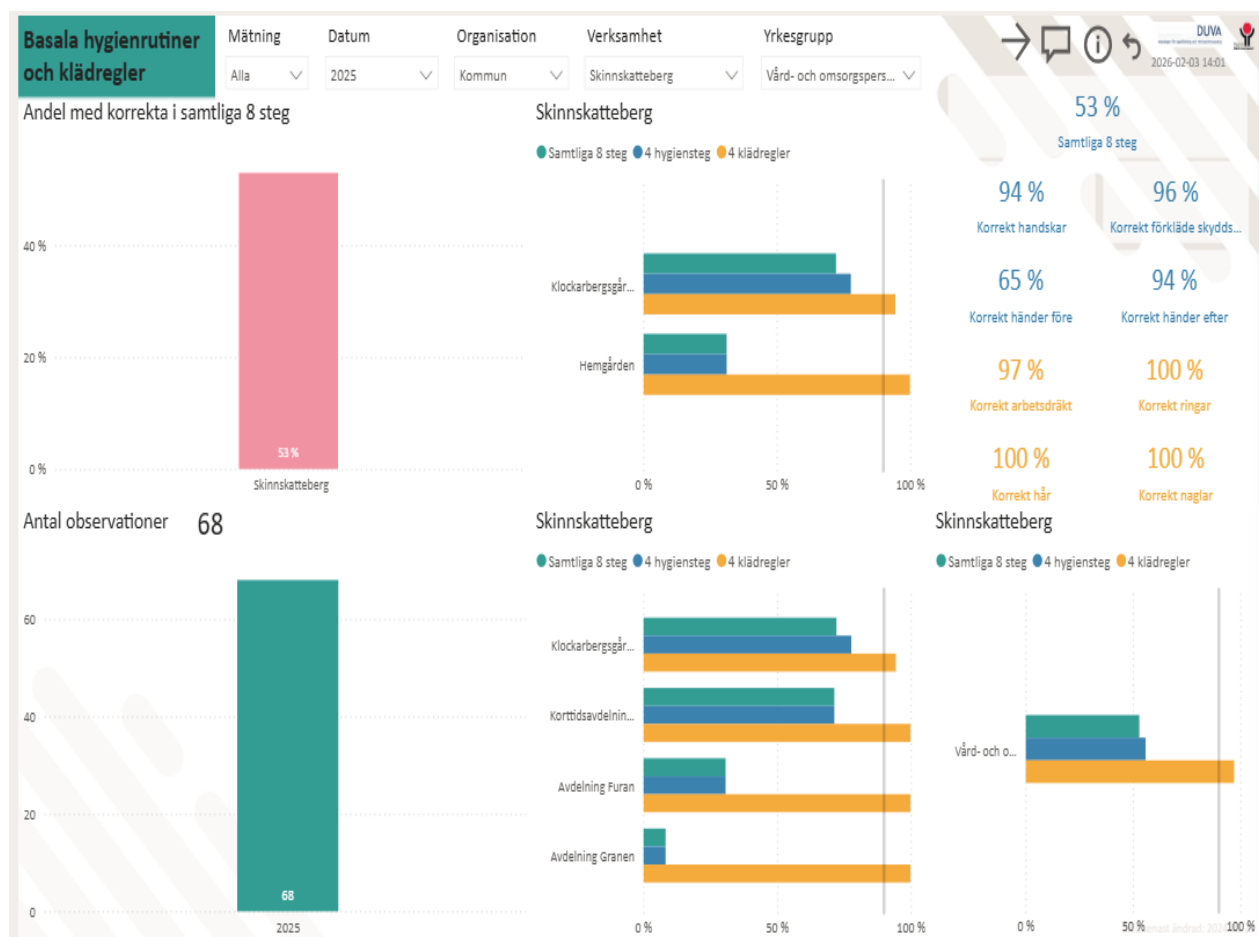 Basala hygienrutiner
och klädregler
Mätning
Alla
Datum
2025
Organisation
Kommun
Verksamhet
Skinnskatteberg
Yrkesgrupp
Vård- och omsorgspers...
DUVA
2026-02-03 14:01
Andel med korrekta i samtliga 8 steg
40 %
20 %
0 %
53 %
Skinnskatteberg
Skinnskatteberg
Samtliga 8 steg 4 hygiensteg 4 klädregler
Klockarbergsgår...
Hemgården
0 % 50 % 100 %
53 %
Samtliga 8 steg
94 % 96 %
Korrekt handskar Korrekt förkläde skydds...
65 % 94 %
Korrekt händer före Korrekt händer efter
97 % 100 %
Korrekt arbetsdräkt Korrekt ringar
100 % 100 %
Korrekt hår Korrekt naglar
Antal observationer 68
60
40
20
0
68
2025
Skinnskatteberg
Samtliga 8 steg 4 hygiensteg 4 klädregler
Klockarbergsgår...
Korttidsavdelnin...
Avdelning Furan
Avdelning Granen
0 % 50 % 100 %
Skinnskatteberg
Samtliga 8 steg 4 hygiensteg 4 klädregler
Vård- och o...
0 % 50 % 100 %